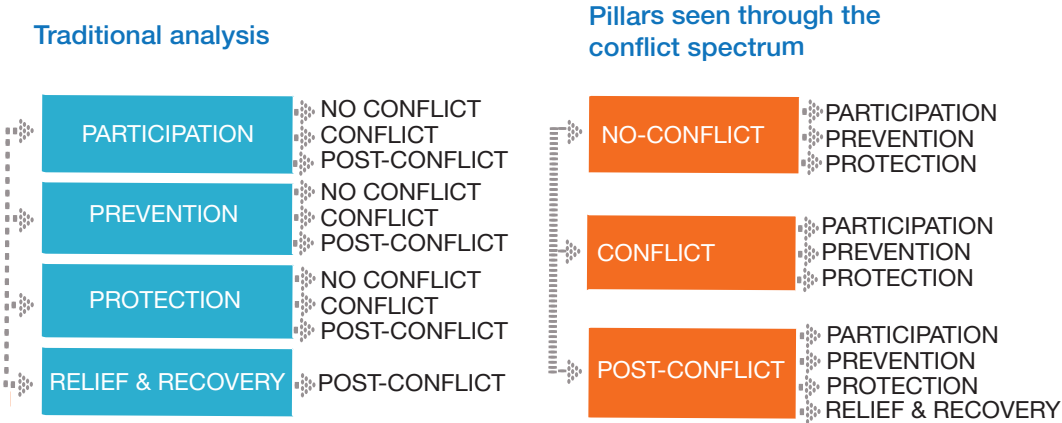 Traditional analysis
PARTICIPATION
NO CONFLICT
CONFLICT
POST-CONFLICT
PREVENTION
NO CONFLICT
CONFLICT
POST-CONFLICT
PROTECTION
NO CONFLICT
CONFLICT
POST-CONFLICT
RELIEF & RECOVERY
POST-CONFLICT
Pillars seen through the
conflict spectrum
NO-CONFLICT
PARTICIPATION
PREVENTION
PROTECTION
CONFLICT
PARTICIPATION
PREVENTION
PROTECTION
POST-CONFLICT
PARTICIPATION
PREVENTION
PROTECTION
RELIEF & RECOVERY